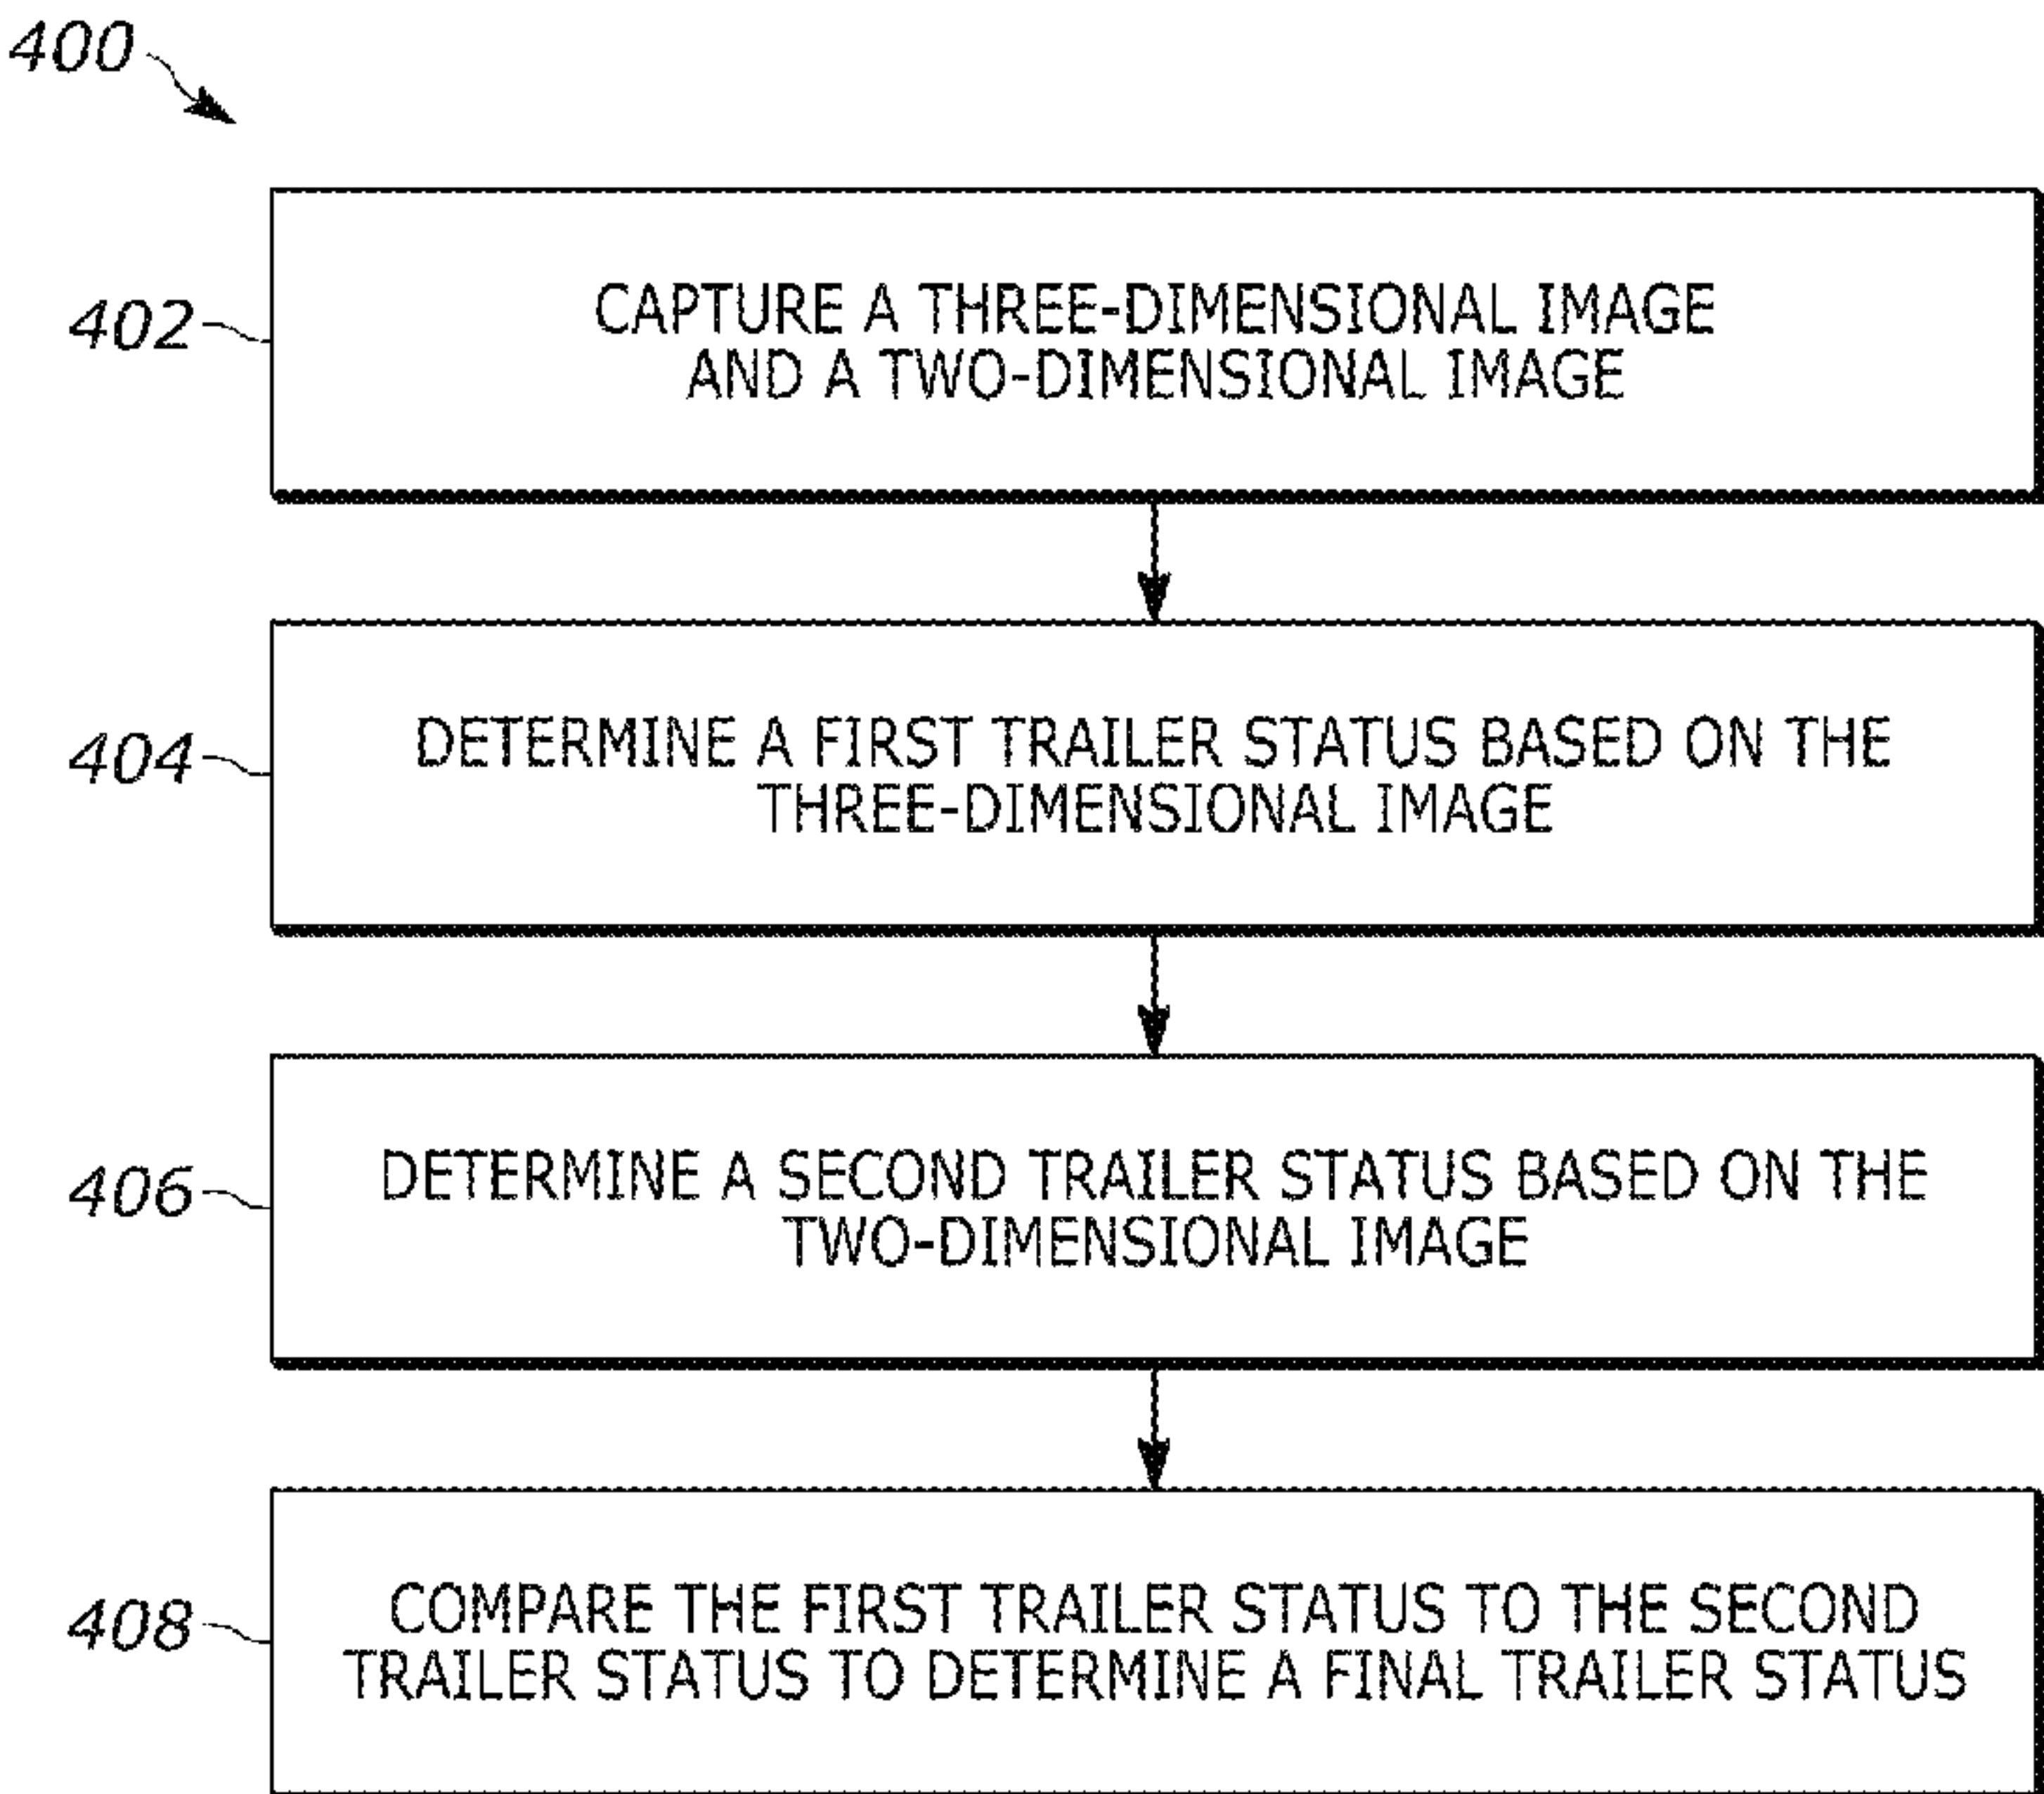 400
402
CAPTURE A THREE-DIMENSIONAL IMAGE
AND A TWO-DIMENSIONAL IMAGE
404
DETERMINE A FIRST TRAILER STATUS BASED ON THE
THREE-DIMENSIONAL IMAGE
406
DETERMINE A SECOND TRAILER STATUS BASED ON THE
TWO-DIMENSIONAL IMAGE
408
COMPARE THE FIRST TRAILER STATUS TO THE SECOND
TRAILER STATUS TO DETERMINE A FINAL TRAILER STATUS